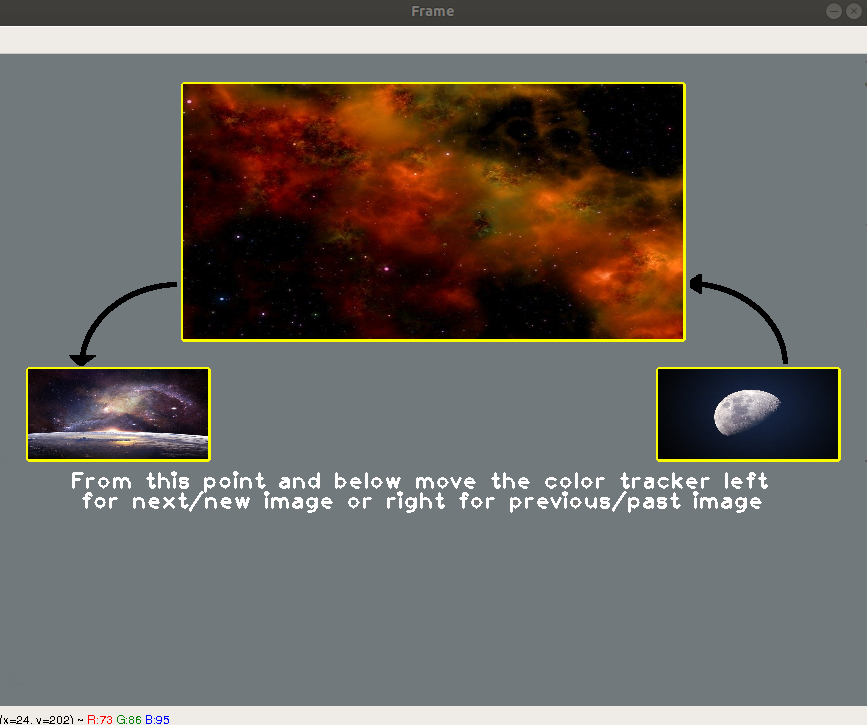 Frame
From this point and below move the color tracker left
for next/new image or right for previous/past image
(x=24, y=202) ~ R:73 G:86 B:95